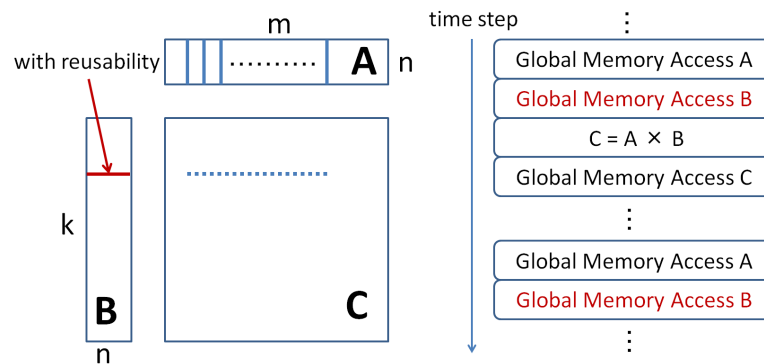 m
with reusability
A
n
k
B
C
n
time step
⋮
Global Memory Access A
Global Memory Access B
C = A × B
Global Memory Access C
⋮
Global Memory Access A
Global Memory Access B
⋮